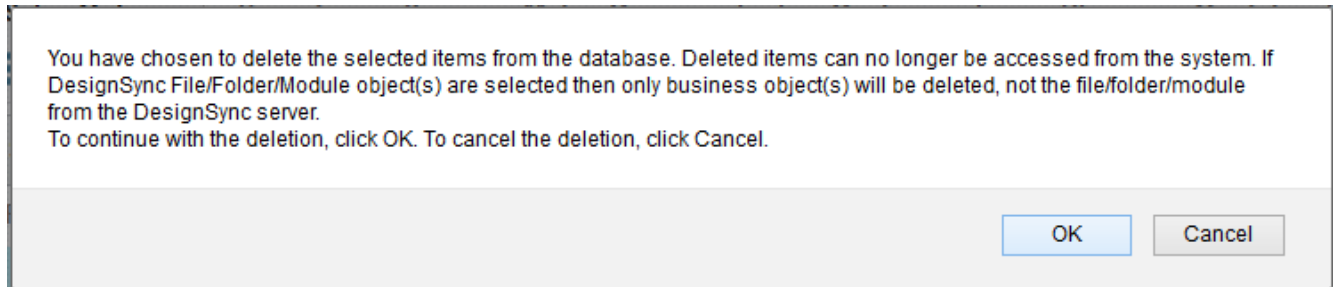 You have chosen to delete the selected items from the database. Deleted items can no longer be accessed from the system. If
DesignSync File/Folder/Module object(s) are selected then only business object(s) will be deleted, not the file/folder/module
from the DesignSync server.
To continue with the deletion, click OK. To cancel the deletion, click Cancel.
OK
Cancel